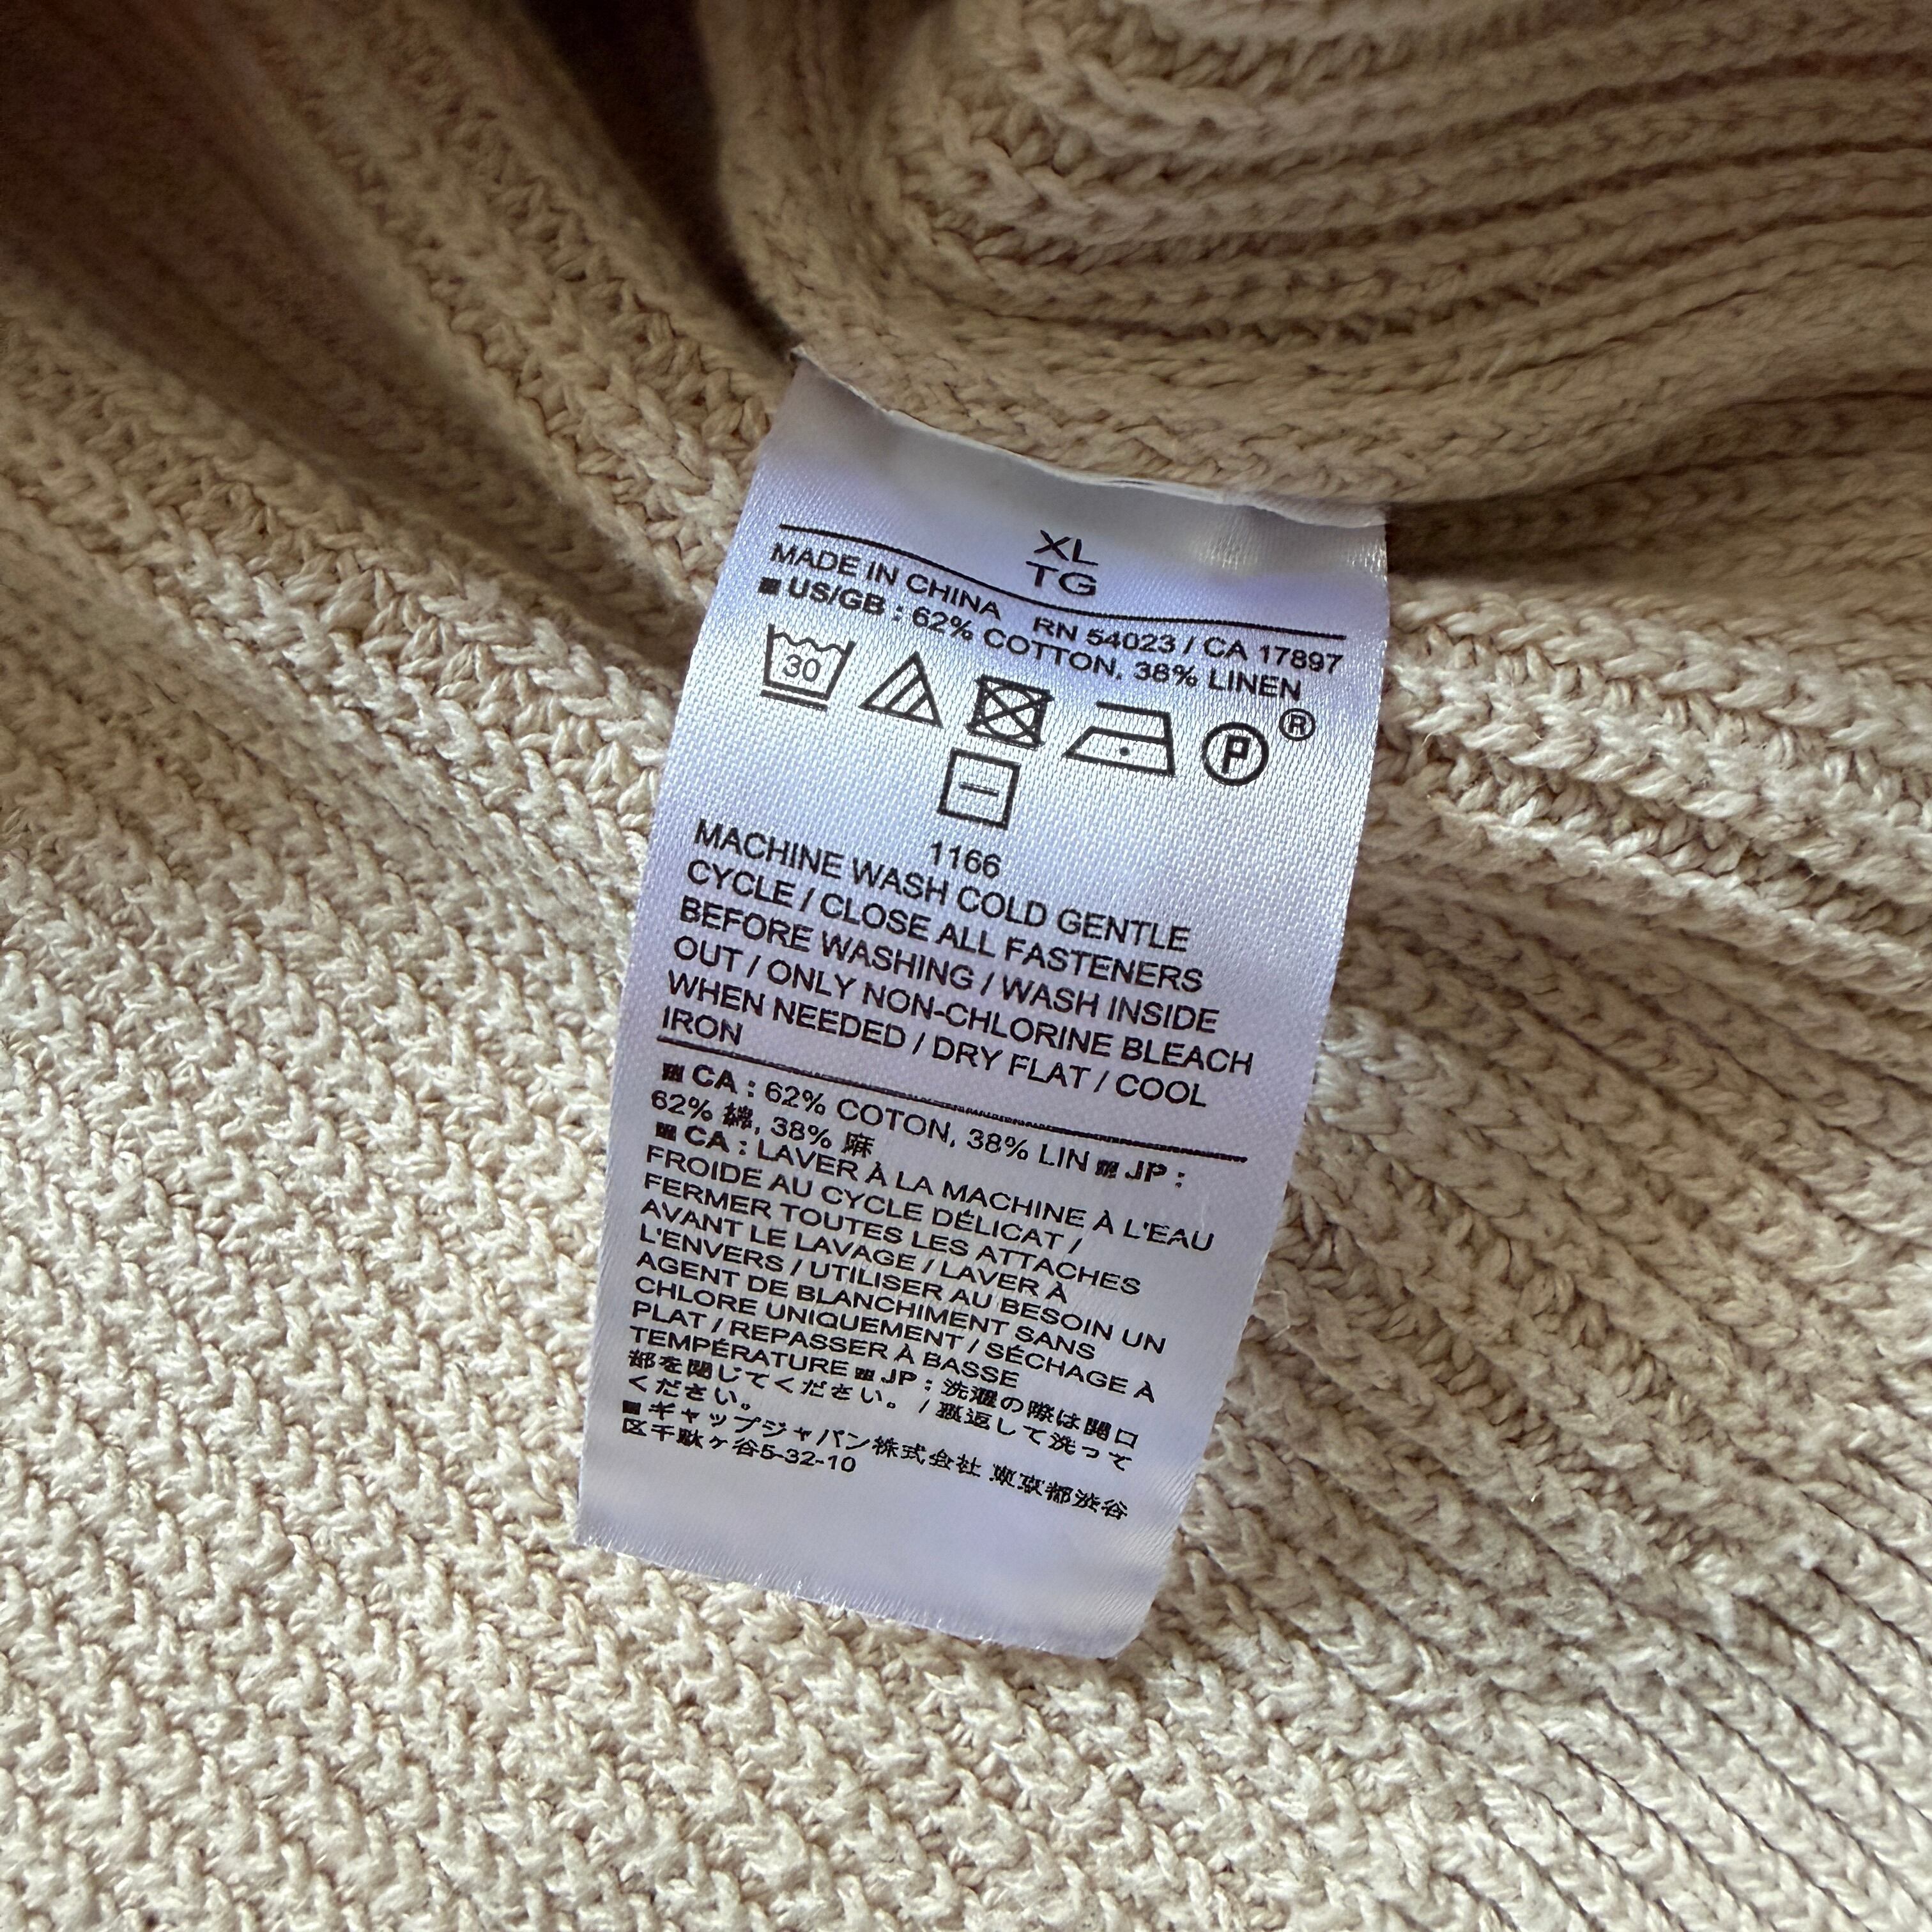 XL
TG
MADE IN CHINA RN 54023 / CA 17897
■ US/GB : 62% COTTON, 38% LINEN
30
P ®
1166
MACHINE WASH COLD GENTLE
CYCLE / CLOSE ALL FASTENERS
BEFORE WASHING / WASH INSIDE
OUT / ONLY NON-CHLORINE BLEACH
WHEN NEEDED / DRY FLAT / COOL
IRON
■ CA : 62% COTON, 38% LIN ■ JP :
62% 綿, 38% 麻
■ CA : LAVER À LA MACHINE À L'EAU
FROIDE AU CYCLE DÉLICAT /
FERMER TOUTES LES ATTACHES
AVANT LE LAVAGE / LAVER À
L'ENVERS / UTILISER AU BESOIN UN
AGENT DE BLANCHIMENT SANS
CHLORE UNIQUEMENT / SÉCHAGE À
PLAT / REPASSER À BASSE
TEMPÉRATURE ■ JP : 洗濯の際は開口
部を閉じてください。 / 裏返して洗って
ください。
■ ギャップジャパン株式会社 東京都渋谷
区千駄ヶ谷5-32-10